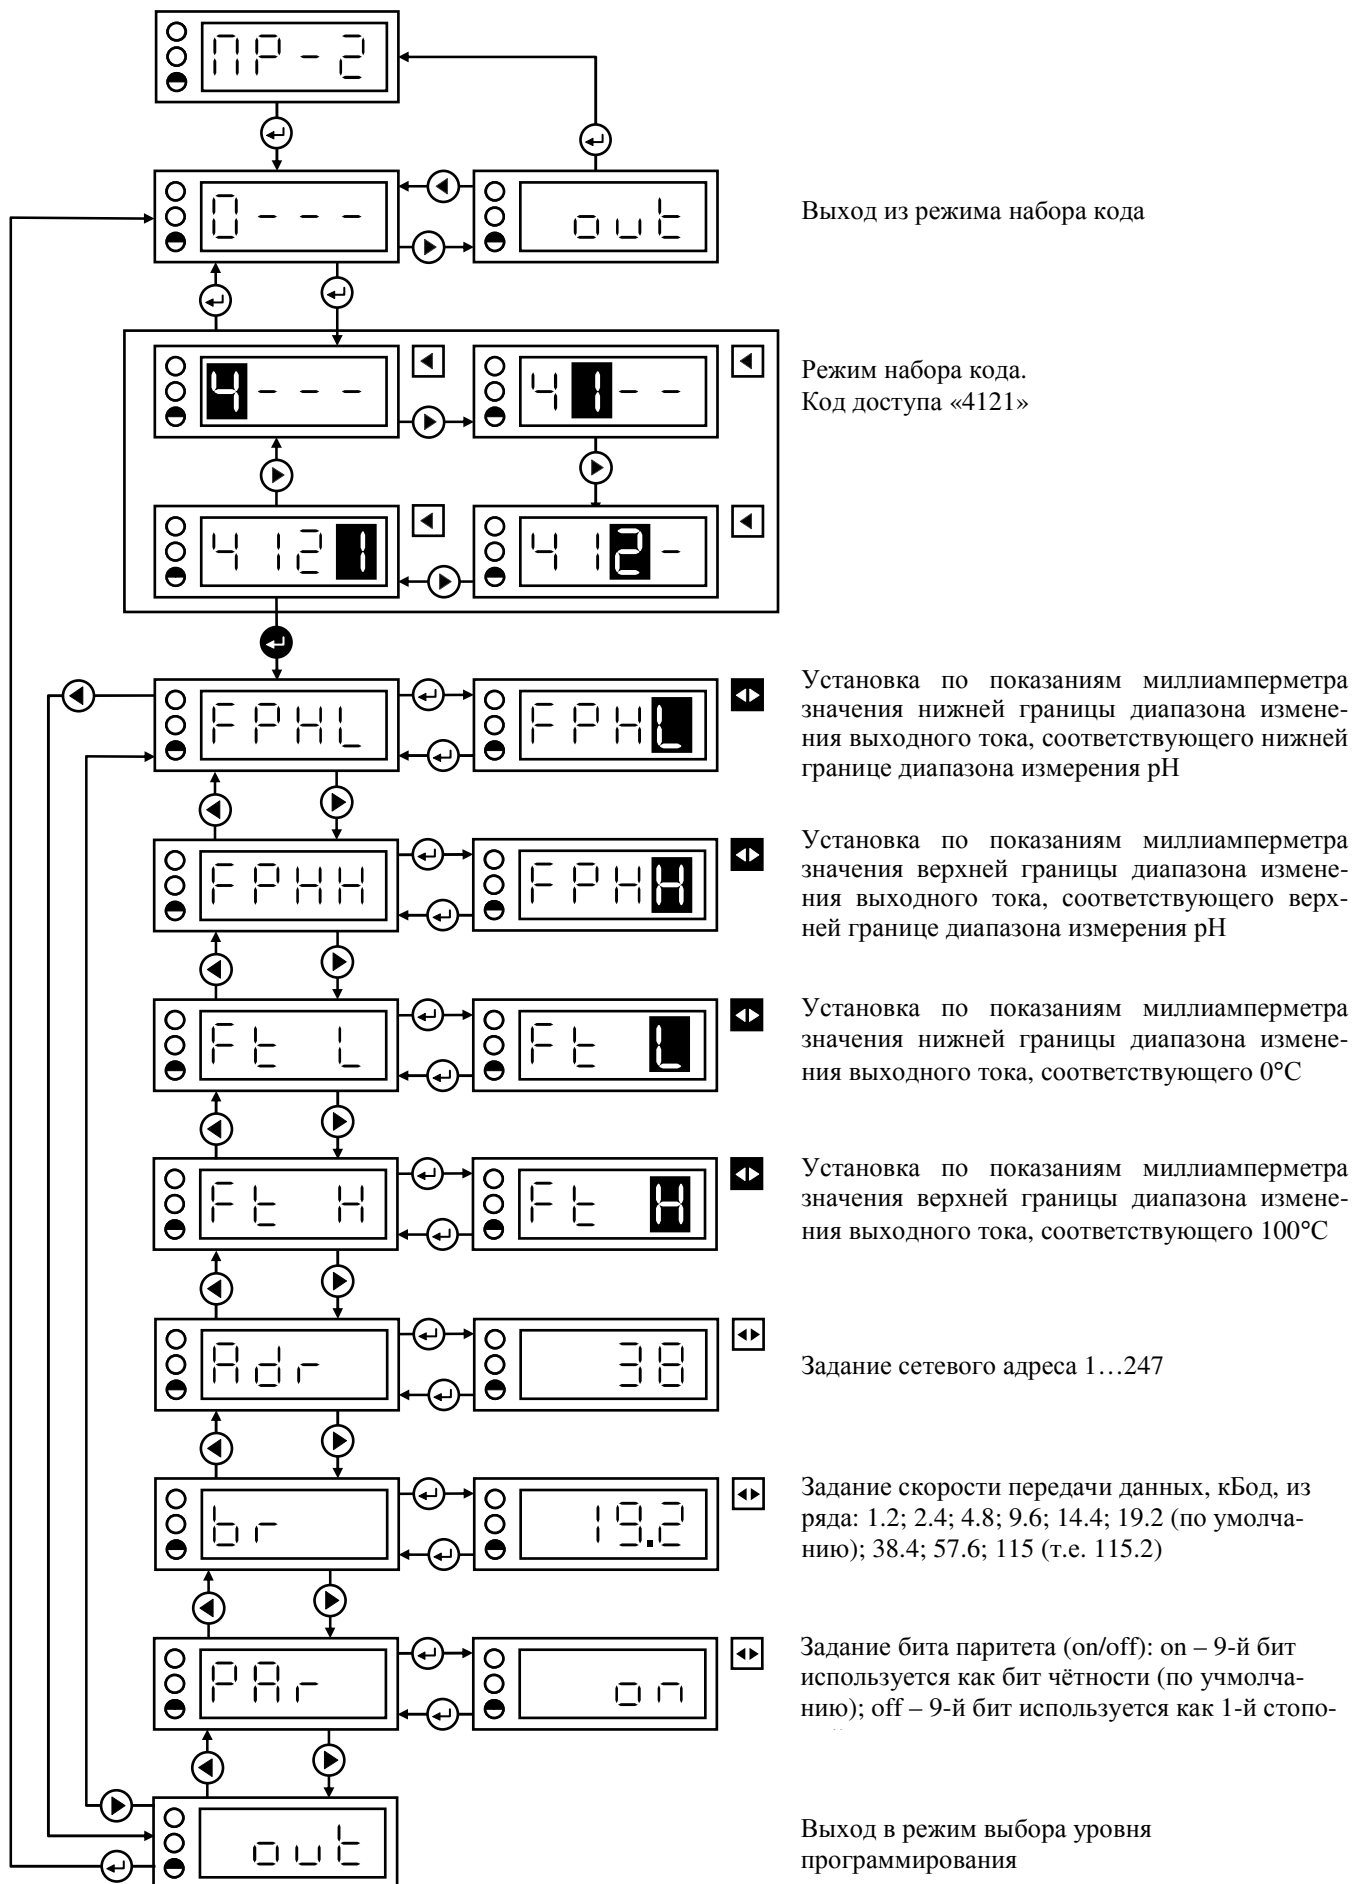 ПР-2
0---
out
Выход из режима набора кода
4---
41--
Режим набора кода.
Код доступа «4121»
4121
412-
FPHL
FPHL
Установка по показаниям миллиамперметра
значения нижней границы диапазона измене-
ния выходного тока, соответствующего нижней
границе диапазона измерения рН
FPHH
FPHH
Установка по показаниям миллиамперметра
значения верхней границы диапазона измене-
ния выходного тока, соответствующего верх-
ней границе диапазона измерения рН
Ft L
Ft L
Установка по показаниям миллиамперметра
значения нижней границы диапазона измене-
ния выходного тока, соответствующего 0°С
Ft H
Ft H
Установка по показаниям миллиамперметра
значения верхней границы диапазона измене-
ния выходного тока, соответствующего 100°С
Adr
38
Задание сетевого адреса 1…247
br
19.2
Задание скорости передачи данных, кБод, из
ряда: 1.2; 2.4; 4.8; 9.6; 14.4; 19.2 (по умолча-
нию); 38.4; 57.6; 115 (т.е. 115.2)
PAr
on
Задание бита паритета (on/off): on – 9-й бит
используется как бит чётности (по учмолча-
нию); off – 9-й бит используется как 1-й стопо-
out
Выход в режим выбора уровня
программирования